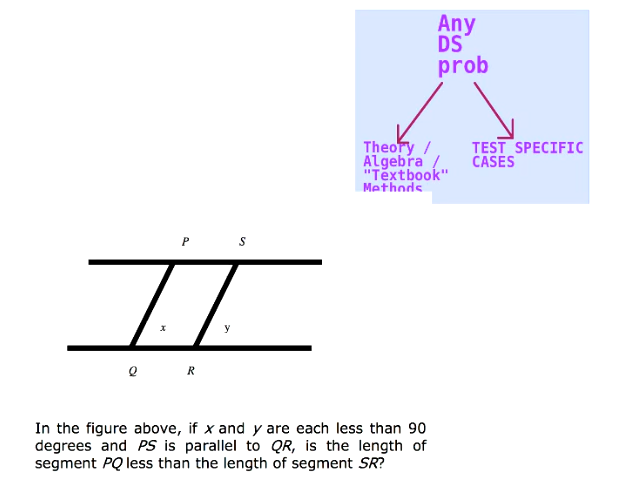 Any
DS
prob
Theory /
Algebra /
"Textbook"
Methods
TEST SPECIFIC
CASES
P S
x y
Q R
In the figure above, if x and y are each less than 90
degrees and PS is parallel to QR, is the length of
segment PQ less than the length of segment SR?